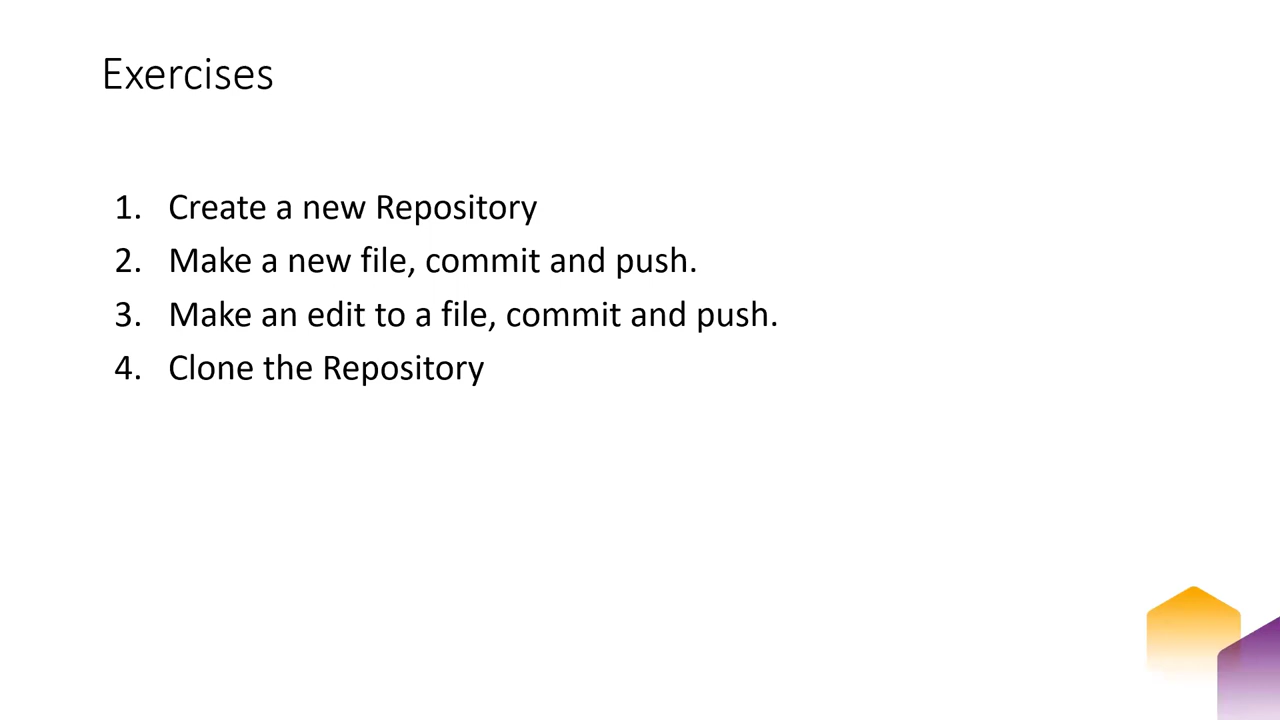 Exercises
1. Create a new Repository
2. Make a new file, commit and push.
3. Make an edit to a file, commit and push.
4. Clone the Repository